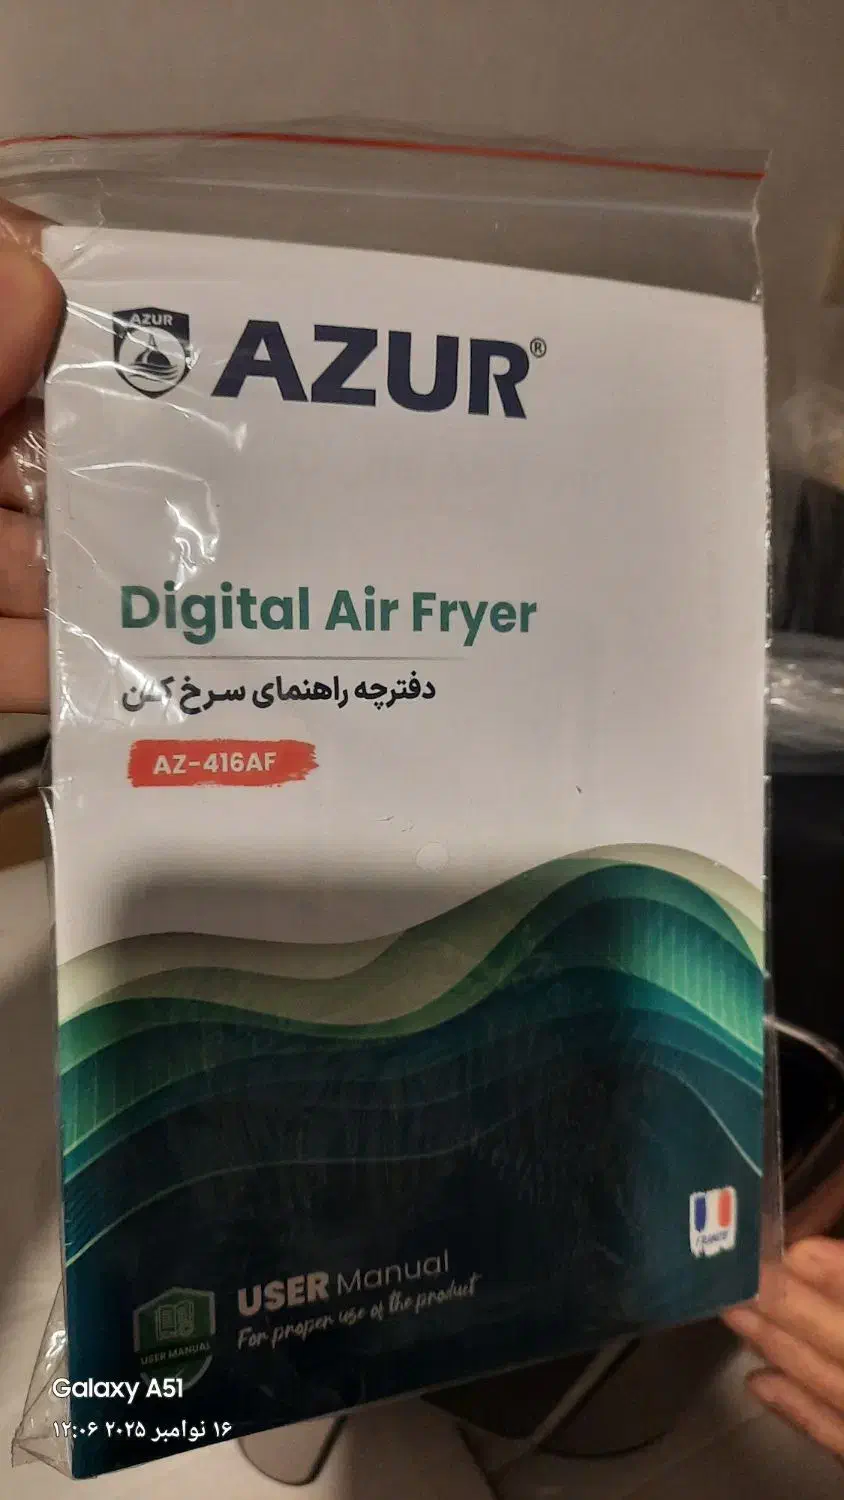 AZUR
AZUR®
Digital Air Fryer
دفترچه راهنمای سرخ کن
AZ-416AF
FRANCE
USER Manual
For proper use of the product
USER MANUAL
Galaxy A51
۱۶ نوامبر ۲۰۲۵ ۱۲:۰۶